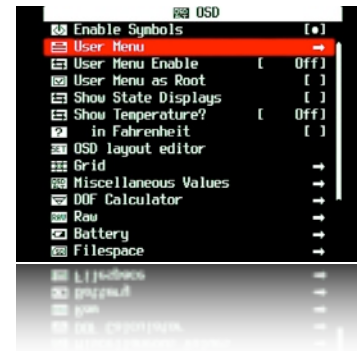 OSD
Enable Symbols [•]
User Menu →
User Menu Enable [ Off]
User Menu as Root [ ]
Show State Displays [ ]
Show Temperature? [ Off]
? in Fahrenheit [ ]
OSD layout editor
Grid →
Miscellaneous Values →
DOF Calculator →
RAW Raw →
Battery →
Filespace →